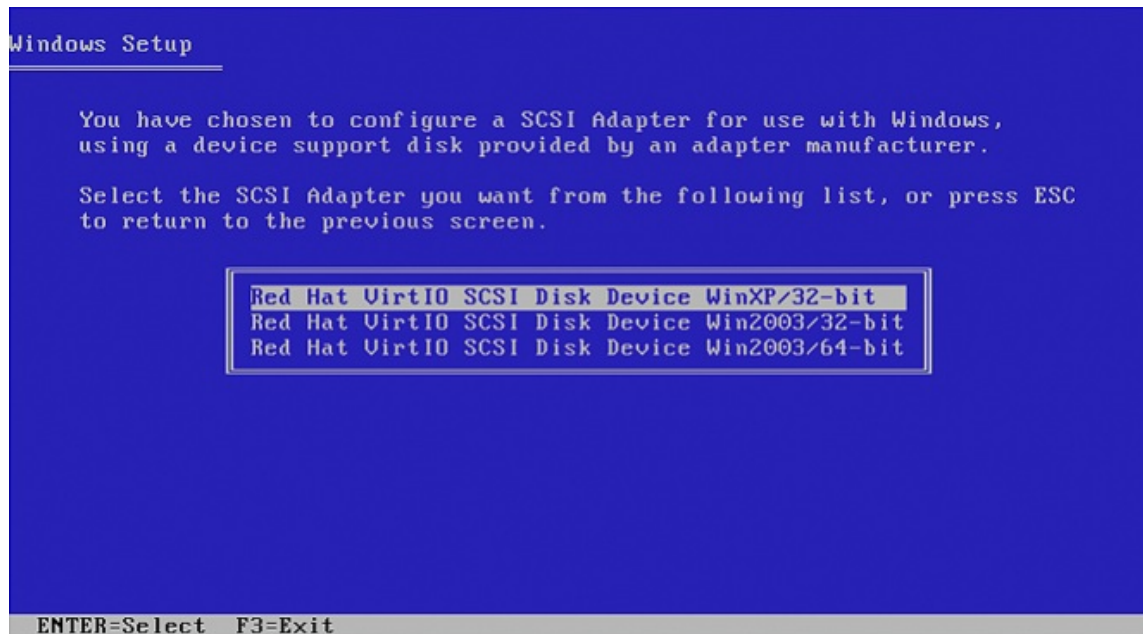 Windows Setup
You have chosen to configure a SCSI Adapter for use with Windows,
using a device support disk provided by an adapter manufacturer.
Select the SCSI Adapter you want from the following list, or press ESC
to return to the previous screen.
Red Hat VirtIO SCSI Disk Device WinXP/32-bit
Red Hat VirtIO SCSI Disk Device Win2003/32-bit
Red Hat VirtIO SCSI Disk Device Win2003/64-bit
ENTER=Select F3=Exit